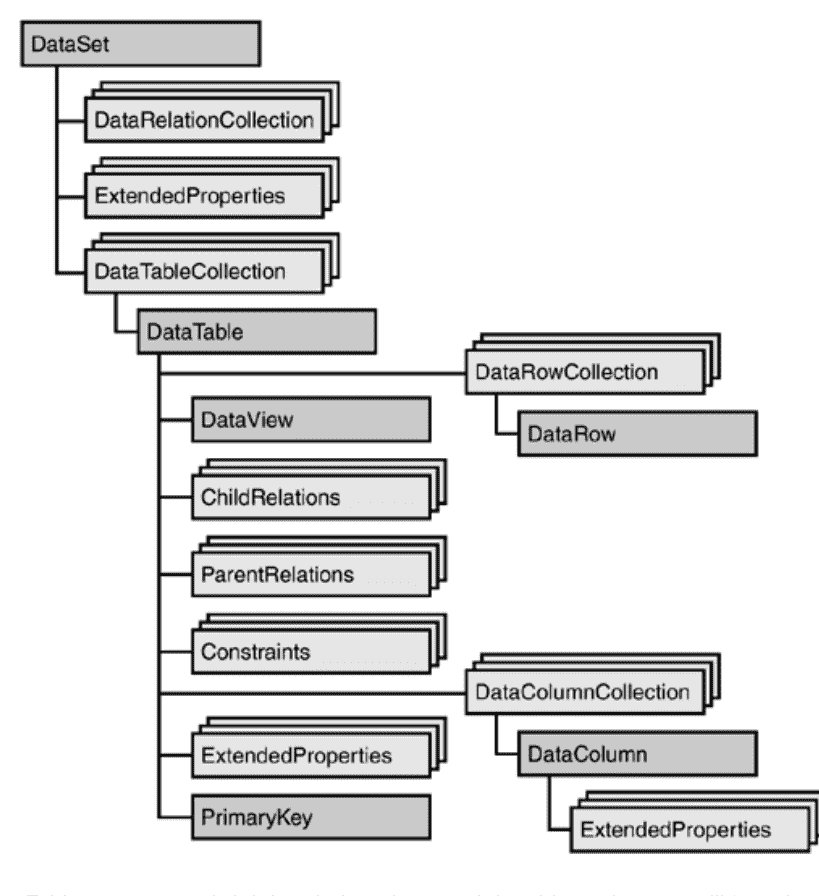 DataSet
DataRelationCollection
ExtendedProperties
DataTableCollection
DataTable
DataRowCollection
DataRow
DataView
ChildRelations
ParentRelations
Constraints
DataColumnCollection
DataColumn
ExtendedProperties
ExtendedProperties
PrimaryKey